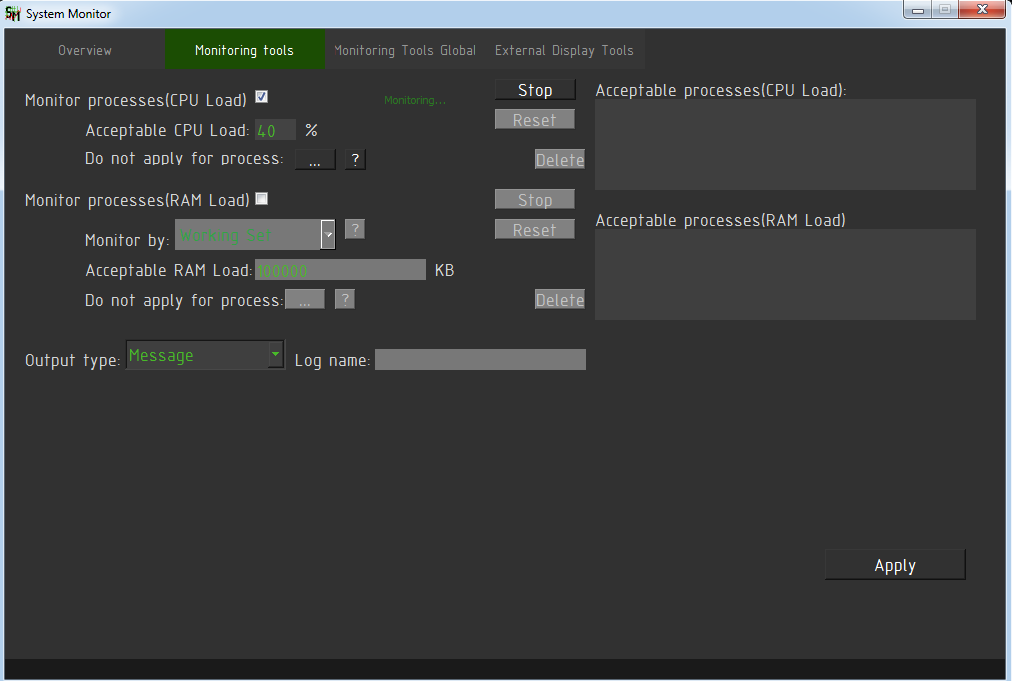 SM System Monitor
Overview Monitoring tools Monitoring Tools Global External Display Tools
Monitor processes(CPU Load) Monitoring... Stop Acceptable processes(CPU Load):
Acceptable CPU Load: 40 % Reset
Do not apply for process: ... ? Delete
Monitor processes(RAM Load) Stop
Acceptable processes(RAM Load)
Monitor by: Working Set ? Reset
Acceptable RAM Load: 100000 KB
Do not apply for process: ... ? Delete
Output type: Message Log name:
Apply